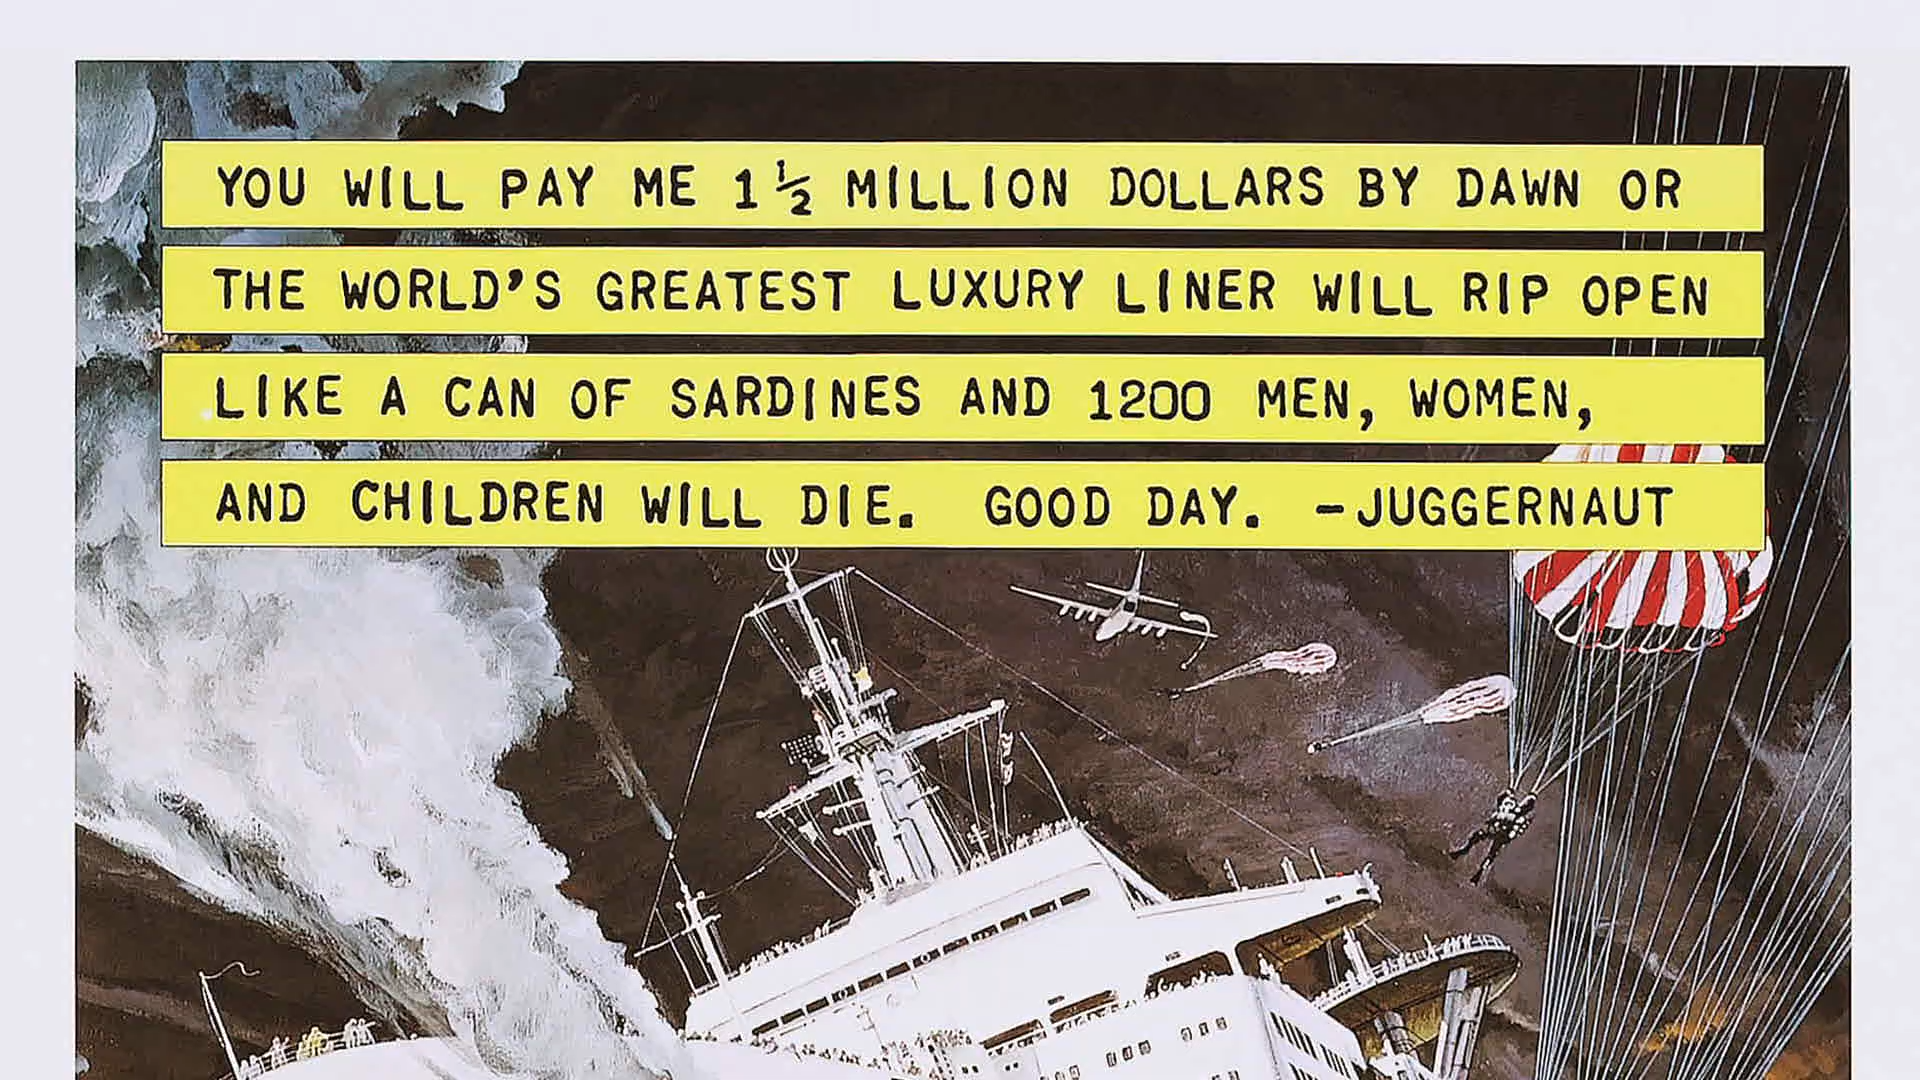 YOU WILL PAY ME 1½ MILLION DOLLARS BY DAWN OR
THE WORLD'S GREATEST LUXURY LINER WILL RIP OPEN
LIKE A CAN OF SARDINES AND 1200 MEN, WOMEN,
AND CHILDREN WILL DIE. GOOD DAY. -JUGGERNAUT